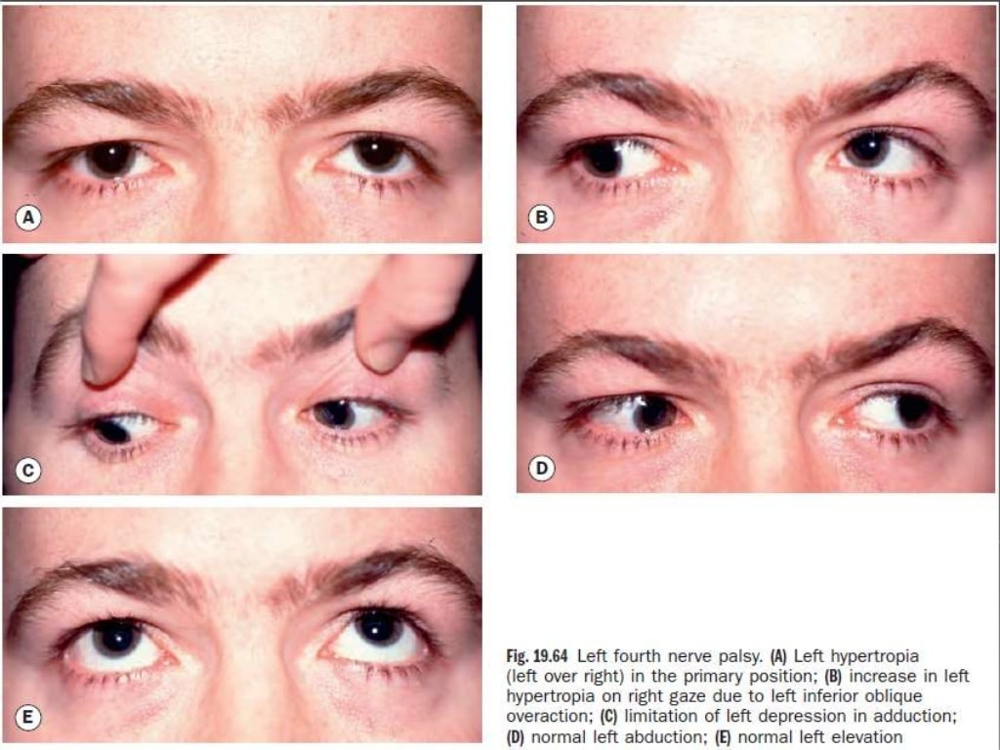 A
B
C
D
E
Fig. 19.64 Left fourth nerve palsy. (A) Left hypertropia
(left over right) in the primary position; (B) increase in left
hypertropia on right gaze due to left inferior oblique
overaction; (C) limitation of left depression in adduction;
(D) normal left abduction; (E) normal left elevation